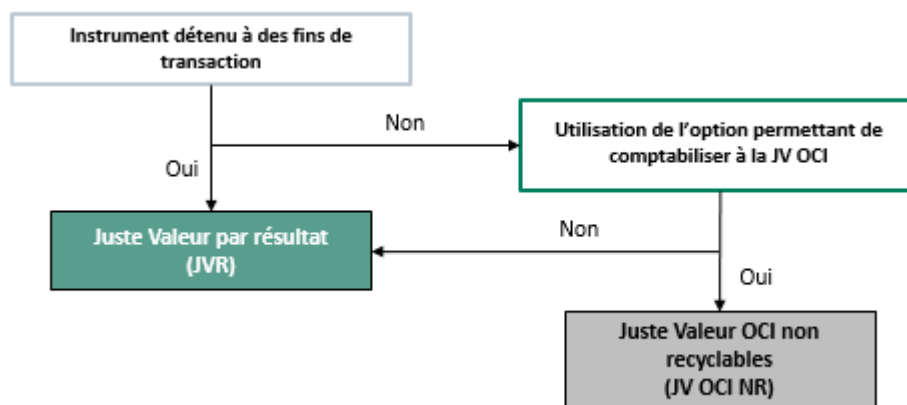 Instrument détenu à des fins de
transaction
Non
Utilisation de l'option permettant de
comptabiliser à la JV OCI
Oui
Juste Valeur par résultat
(JVR)
Non
Oui
Juste Valeur OCI non
recyclables
(JV OCI NR)